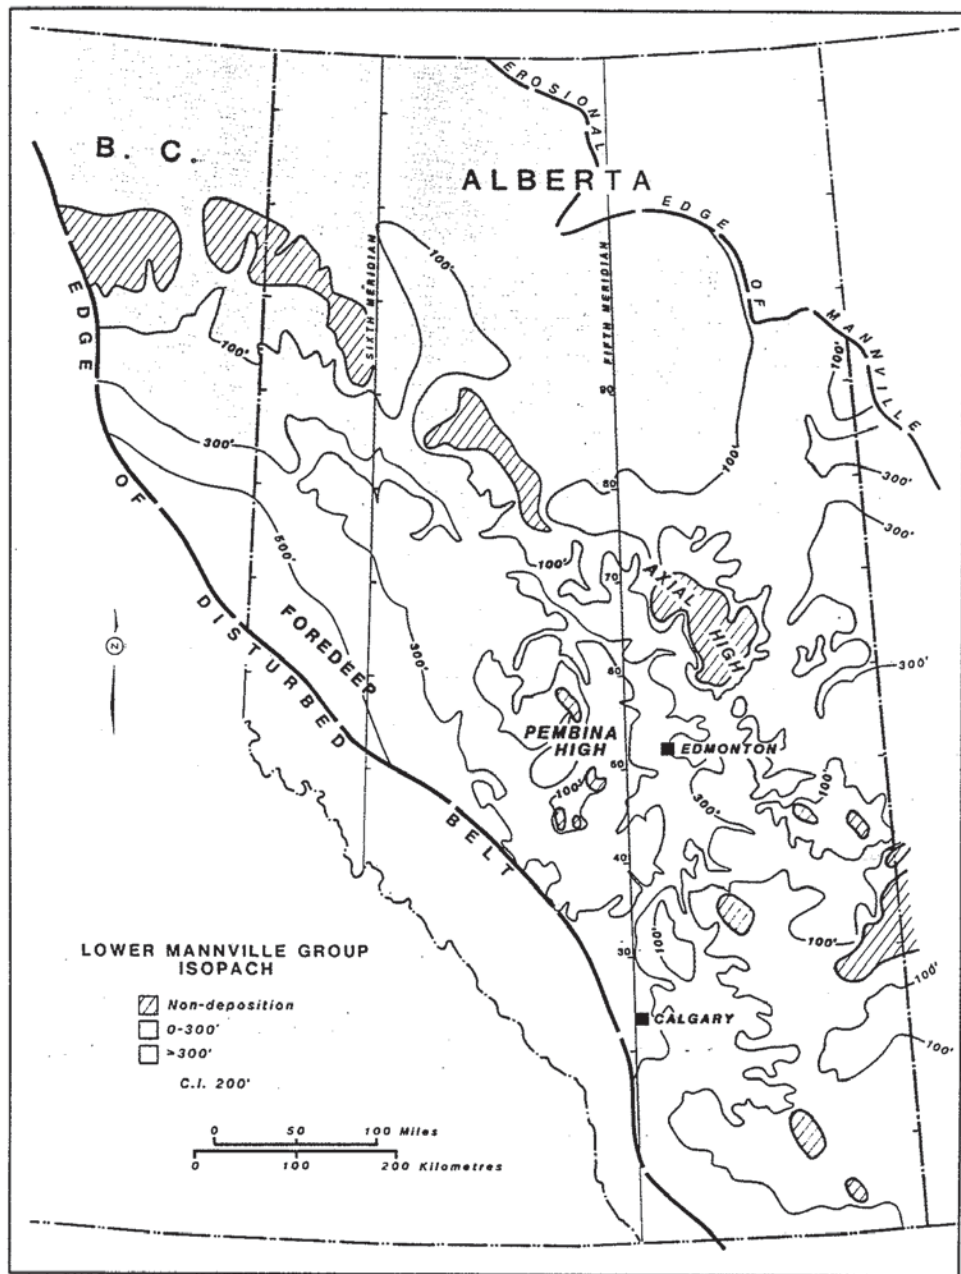 EROSIONAL
B. C.
ALBERTA
EDGE
OF
MANNVILLE
SIXTH MERIDIAN
FIFTH MERIDIAN
100'
100'
100'
90
100'
300'
300'
300'
80
500'
100'
70
AXIAL
HIGH
EDGE
OF
DISTURBED
BELT
FOREDEEP
300'
60
300'
PEMBINA
HIGH
EDMONTON
50
100'
300'
100'
40
100'
100'
100'
30
CALGARY
100'
N
LOWER MANNVILLE GROUP
ISOPACH
Non-deposition
0-300'
>300'
C.I. 200'
0 50 100 Miles
0 100 200 Kilometres